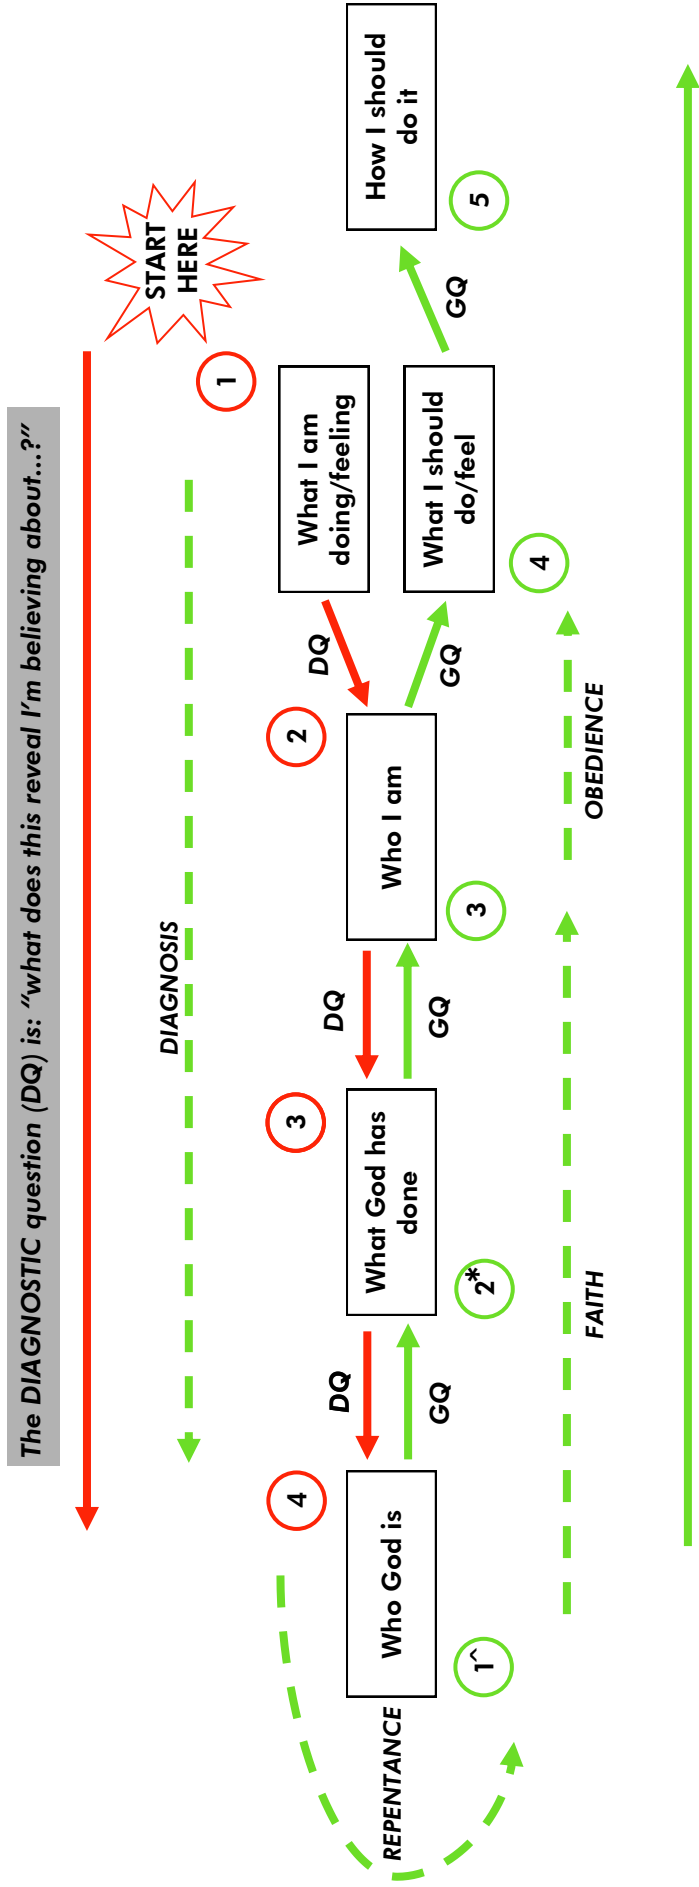 The DIAGNOSTIC question (DQ) is: “what does this reveal I’m believing about...?”
START
HERE
DIAGNOSIS
1
4
3
2
DQ
DQ
DQ
What I am
doing/feeling
REPENTANCE
Who God is
What God has
done
Who I am
How I should
do it
What I should
do/feel
GQ
GQ
GQ
GQ
1^
2*
3
4
5
FAITH
OBEDIENCE